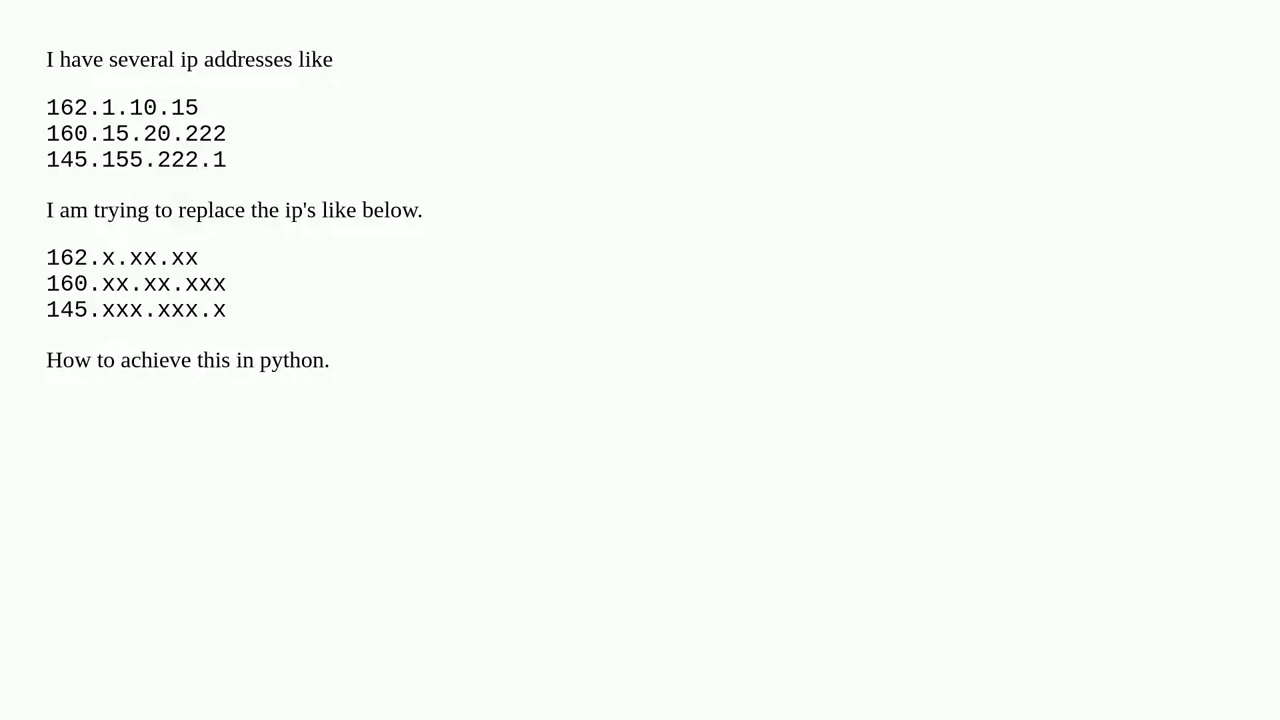 I have several ip addresses like
162.1.10.15
160.15.20.222
145.155.222.1
I am trying to replace the ip's like below.
162.x.xx.xx
160.xx.xx.xxx
145.xxx.xxx.x
How to achieve this in python.